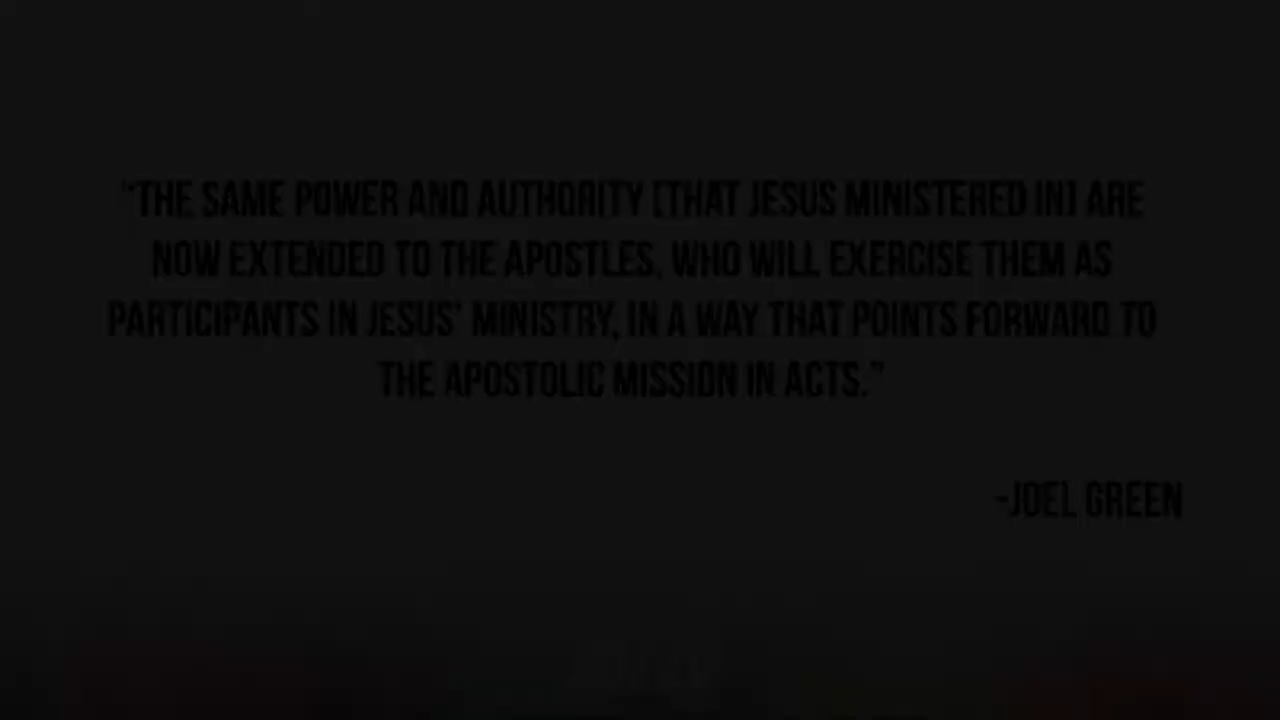 "THE SAME POWER AND AUTHORITY [THAT JESUS MINISTERED IN] ARE
NOW EXTENDED TO THE APOSTLES, WHO WILL EXERCISE THEM AS
PARTICIPANTS IN JESUS' MINISTRY, IN A WAY THAT POINTS FORWARD TO
THE APOSTOLIC MISSION IN ACTS."
-JOEL GREEN